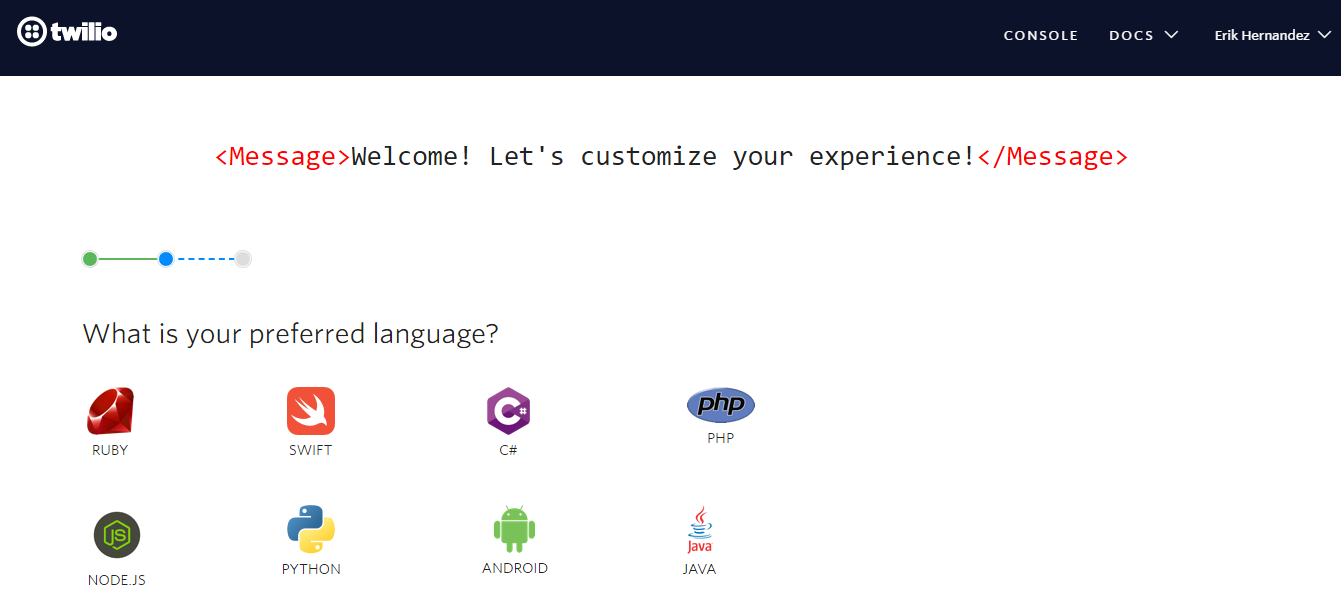 twilio
CONSOLE DOCS Erik Hernandez
<Message>Welcome! Let's customize your experience!</Message>
What is your preferred language?
C# php
RUBY SWIFT C# PHP
JS Java
NODE.JS PYTHON ANDROID JAVA